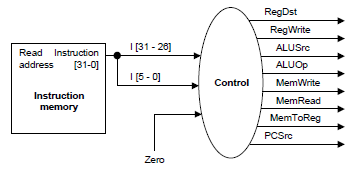 Read Instruction
address [31-0]
Instruction
memory
I [31 - 26]
I [5 - 0]
Zero
Control
RegDst
RegWrite
ALUSrc
ALUOp
MemWrite
MemRead
MemToReg
PCSrc